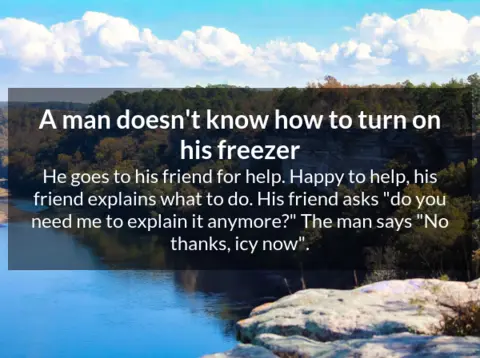 A man doesn't know how to turn on
his freezer
He goes to his friend for help. Happy to help, his
friend explains what to do. His friend asks "do you
need me to explain it anymore?" The man says "No
thanks, icy now".